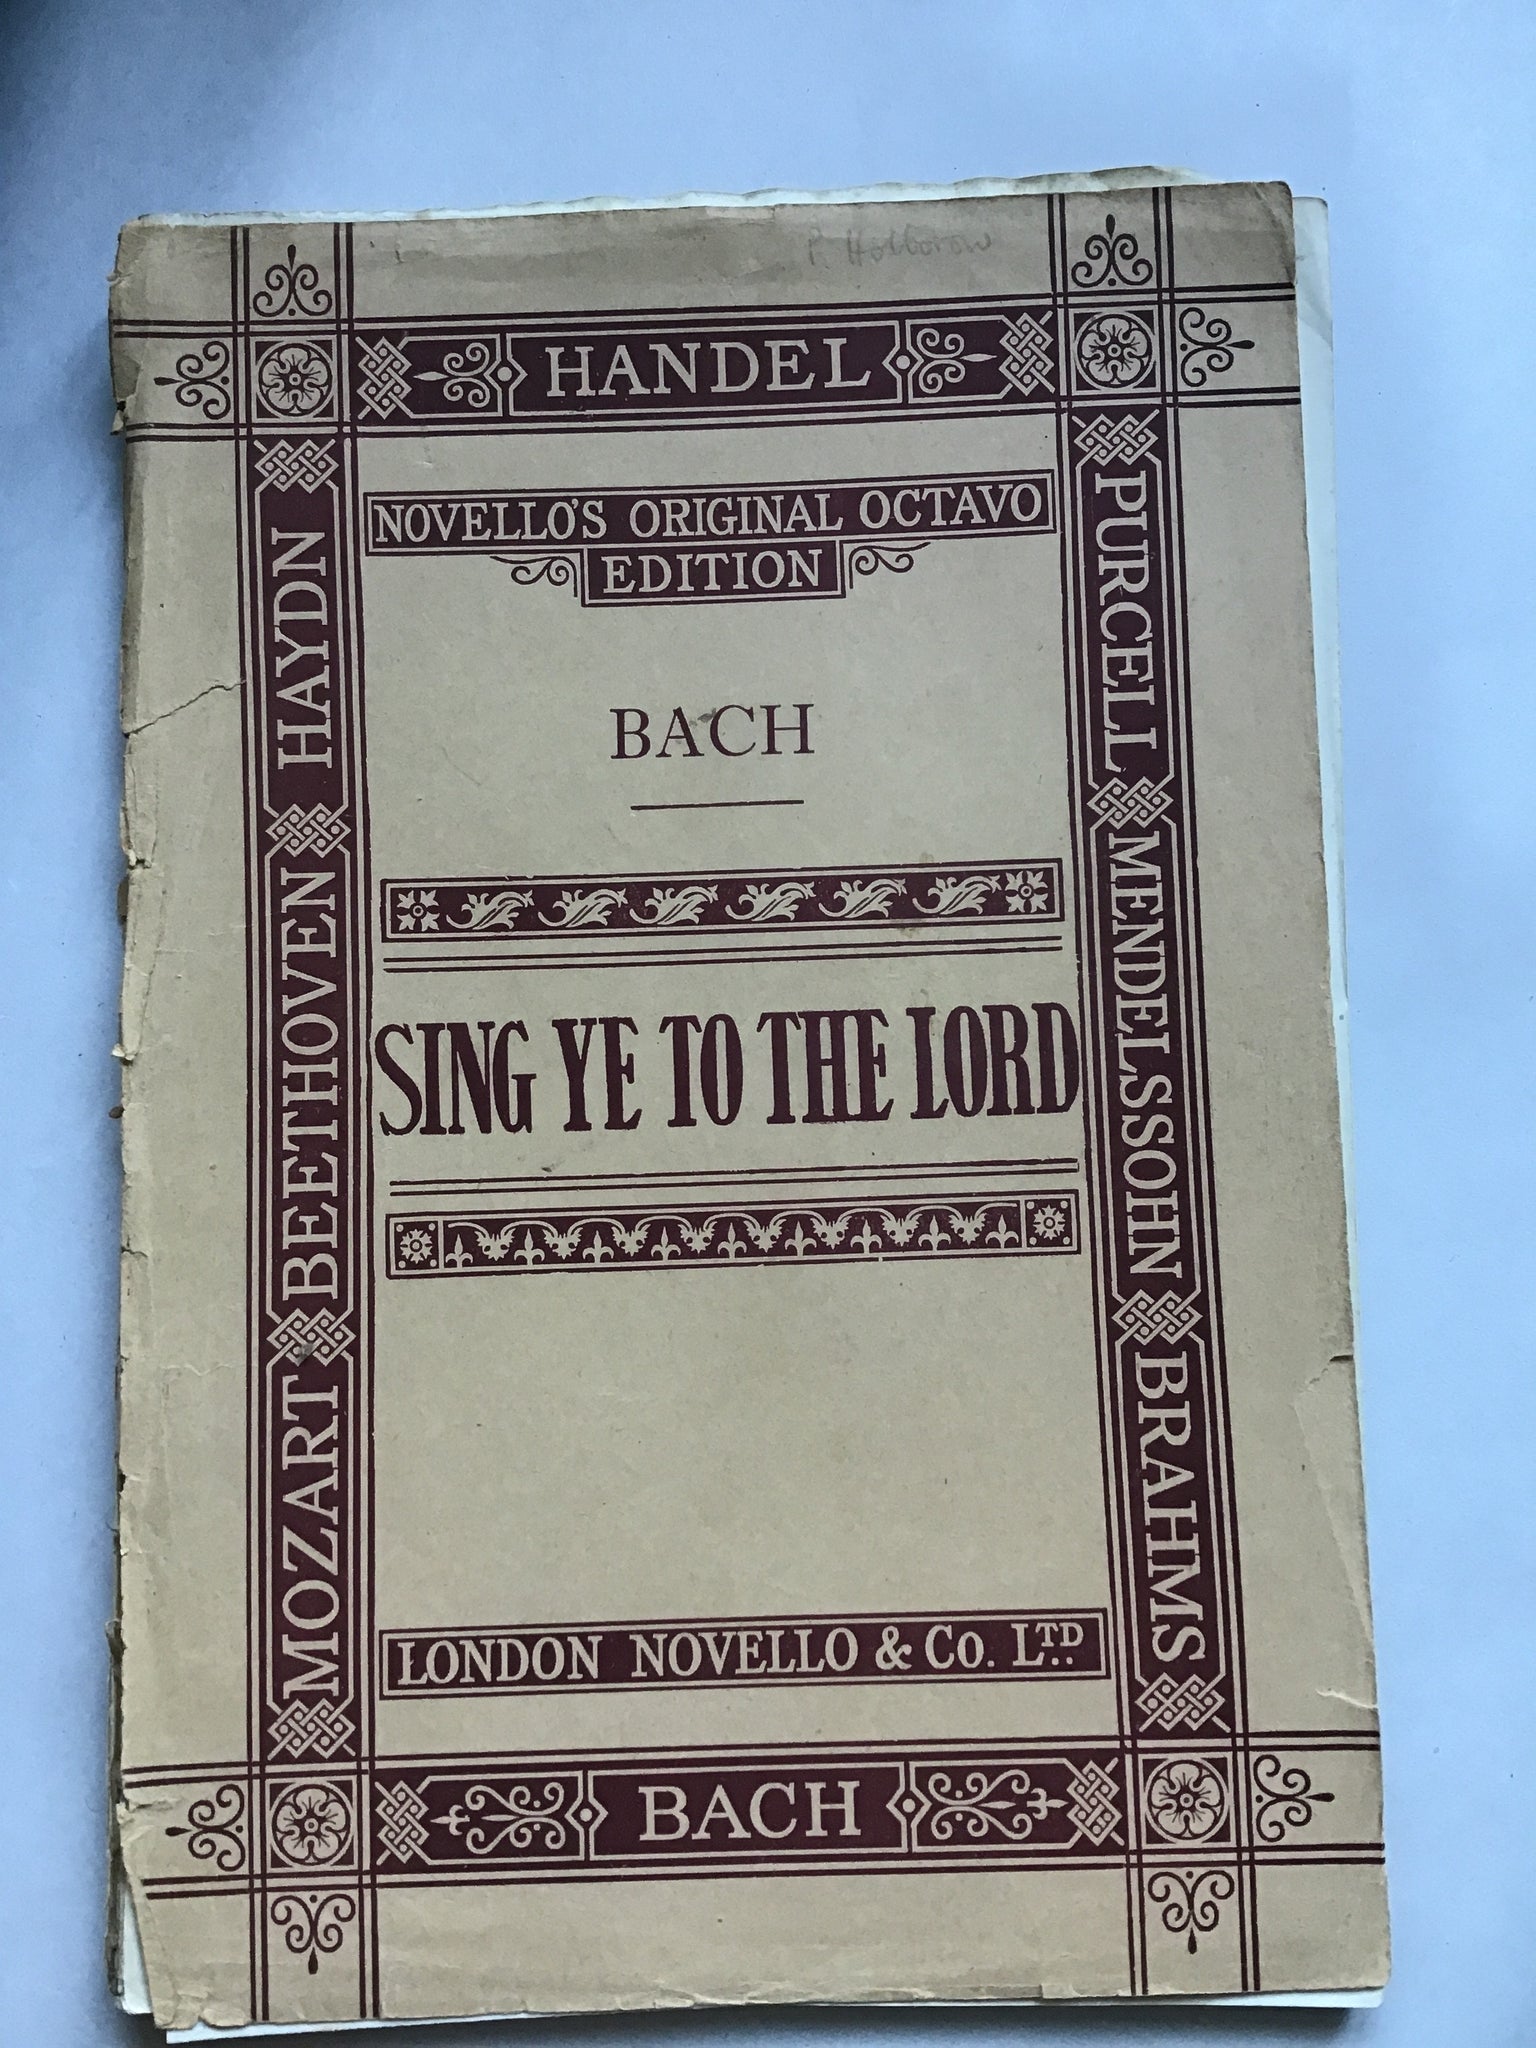 P. Holborow
HANDEL
NOVELLO'S ORIGINAL OCTAVO
EDITION
BACH
SING YE TO THE LORD
LONDON NOVELLO & Co. LTD..
BACH
MOZART BEETHOVEN HAYDN
PURCELL MENDELSSOHN BRAHMS